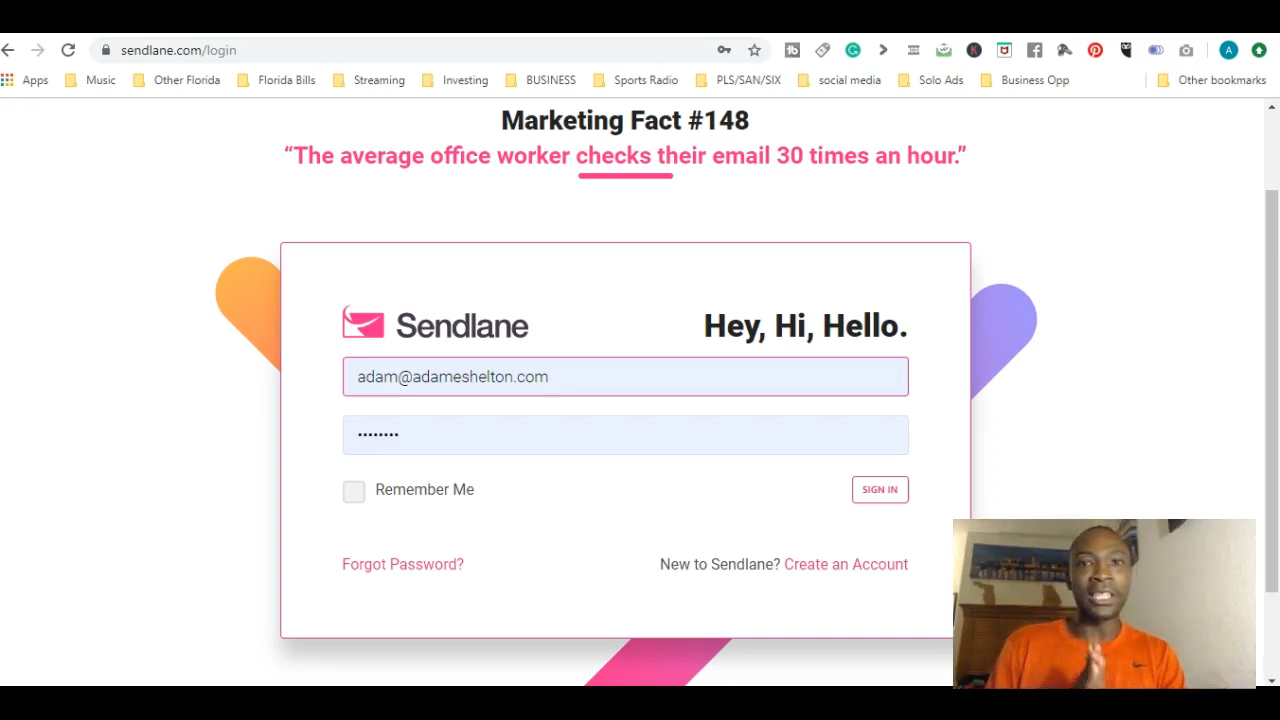 sendlane.com/login
Apps Music Other Florida Florida Bills Streaming Investing BUSINESS Sports Radio PLS/SAN/SIX social media Solo Ads Business Opp Other bookmarks
Marketing Fact #148
“The average office worker checks their email 30 times an hour.”
Sendlane Hey, Hi, Hello.
adam@adameshelton.com
••••••••
Remember Me SIGN IN
Forgot Password? New to Sendlane? Create an Account